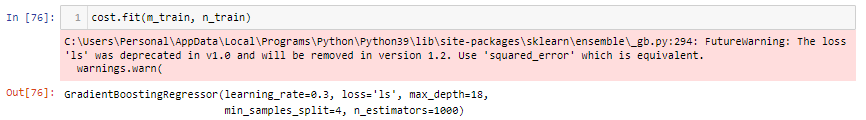 In [76]: 1 cost.fit(m_train, n_train)
C:\Users\Personal\AppData\Local\Programs\Python\Python39\lib\site-packages\sklearn\ensemble\_gb.py:294: FutureWarning: The loss
'ls' was deprecated in v1.0 and will be removed in version 1.2. Use 'squared_error' which is equivalent.
  warnings.warn(
Out[76]: GradientBoostingRegressor(learning_rate=0.3, loss='ls', max_depth=18,
                          min_samples_split=4, n_estimators=1000)